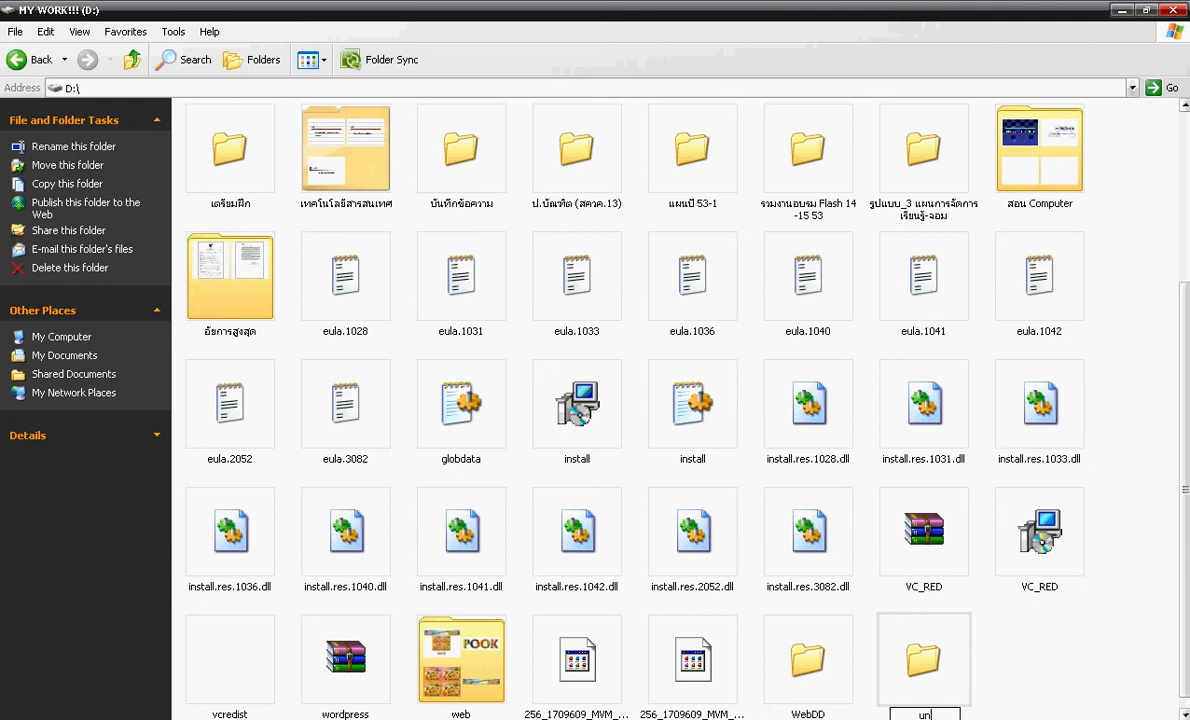 MY WORK!!! (D:)
File Edit View Favorites Tools Help
Back Search Folders Folder Sync
Address D:\ Go
File and Folder Tasks
Rename this folder
Move this folder
Copy this folder
Publish this folder to the
Web
Share this folder
E-mail this folder's files
Delete this folder
Other Places
My Computer
My Documents
Shared Documents
My Network Places
Details
เตรียมฝึก เทคโนโลยีสารสนเทศ บันทึกข้อความ ป.บัณฑิต (สควค.13) แผนปี 53-1 รวมงานอบรม Flash 14 รูปแบบ_3 แผนการจัดการ สอน Computer
-15 53 เรียนรู้-จอม
อัยการสูงสุด eula.1028 eula.1031 eula.1033 eula.1036 eula.1040 eula.1041 eula.1042
eula.2052 eula.3082 globdata install install install.res.1028.dll install.res.1031.dll install.res.1033.dll
install.res.1036.dll install.res.1040.dll install.res.1041.dll install.res.1042.dll install.res.2052.dll install.res.3082.dll VC_RED VC_RED
POOK
vcredist wordpress web 256_1709609_MVM_... 256_1709609_MVM_... WebDD un